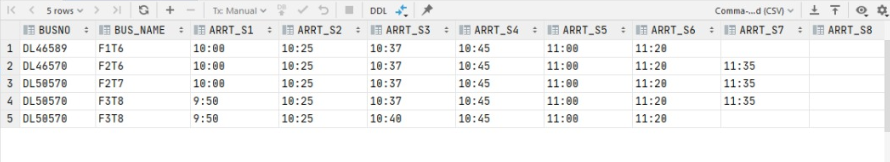 5 rows Tx: Manual DDL Comma-...d (CSV)
BUSNO BUS_NAME ARRT_S1 ARRT_S2 ARRT_S3 ARRT_S4 ARRT_S5 ARRT_S6 ARRT_S7 ARRT_S8
1 DL46589 F1T6 10:00 10:25 10:37 10:45 11:00 11:20
2 DL46570 F2T6 10:00 10:25 10:37 10:45 11:00 11:20 11:35
3 DL50570 F2T7 10:00 10:25 10:37 10:45 11:00 11:20 11:35
4 DL50570 F3T8 9:50 10:25 10:37 10:45 11:00 11:20 11:35
5 DL50570 F3T8 9:50 10:25 10:40 10:45 11:00 11:20